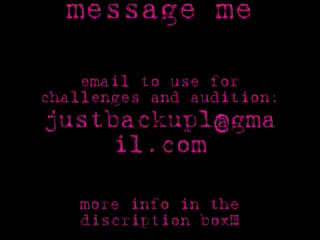 message me
email to use for
challenges and audition:
justbackupl@gma
il.com
more info in the
discription box!!!